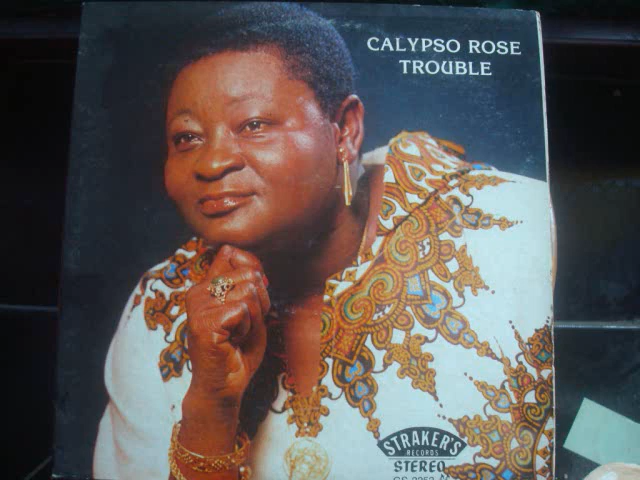 CALYPSO ROSE
TROUBLE
STRAKER'S
RECORDS
STEREO